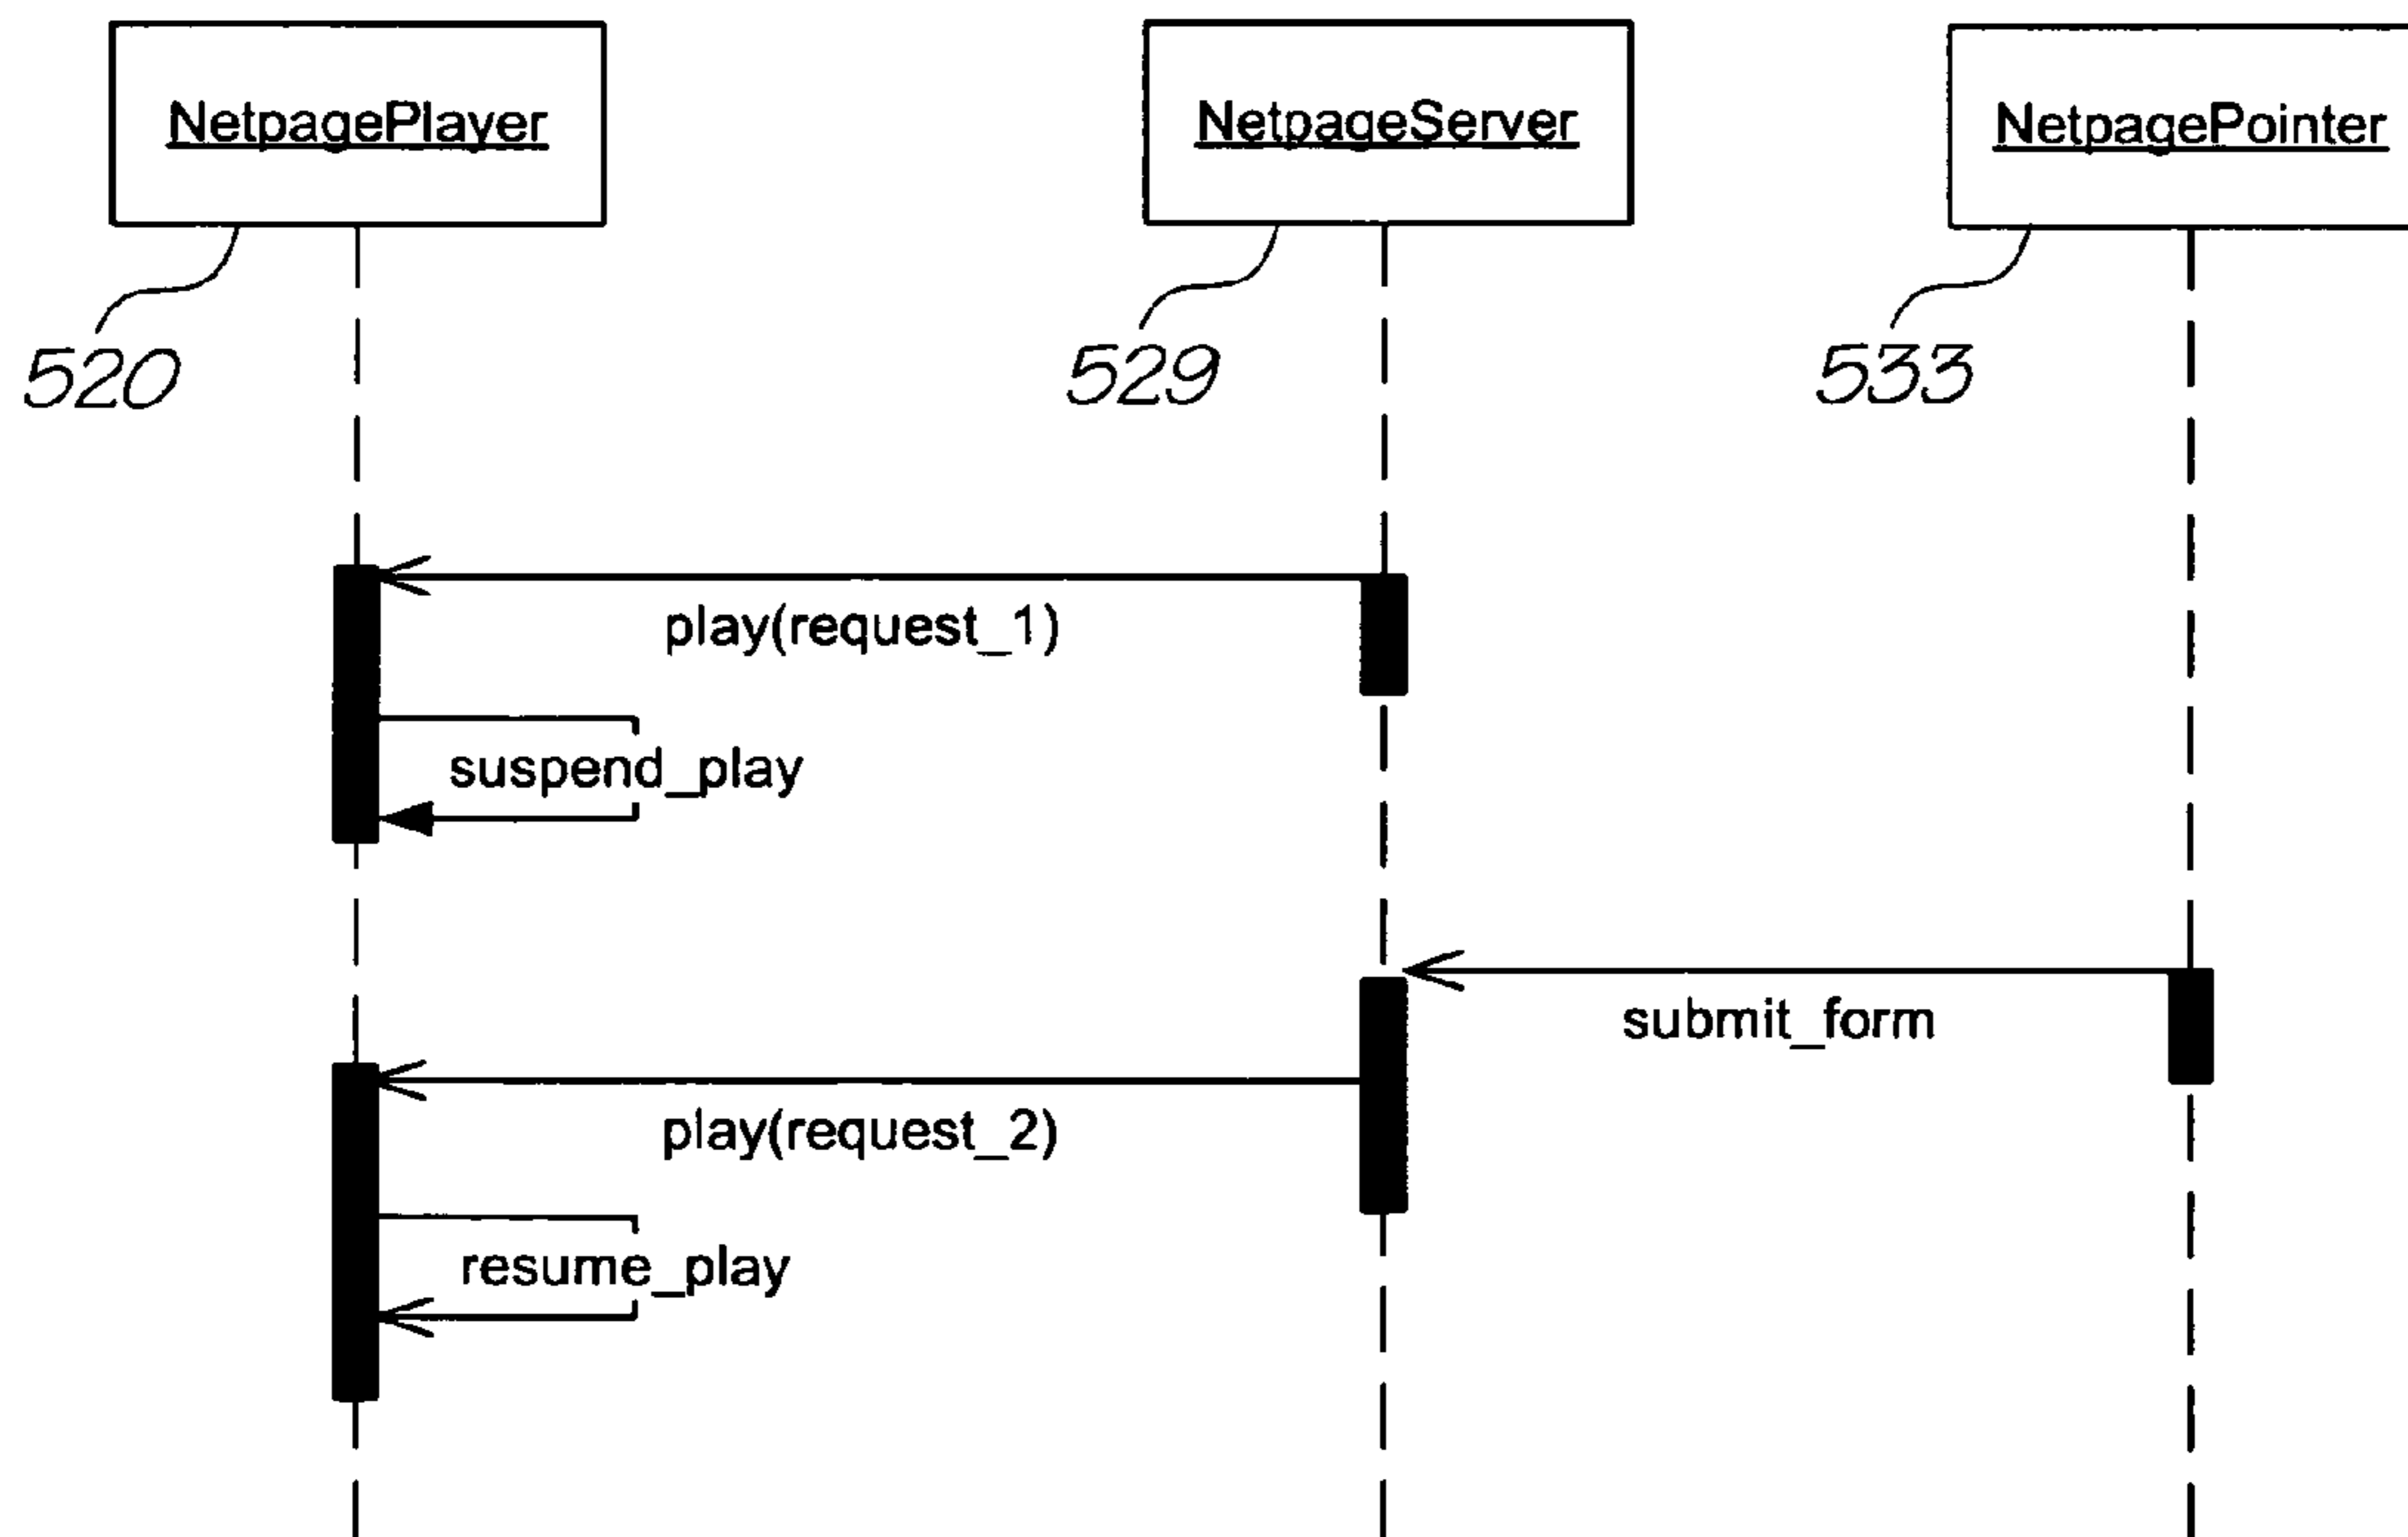 NetpagePlayer
NetpageServer
NetpagePointer
520
529
533
play(request_1)
suspend_play
submit_form
play(request_2)
resume_play